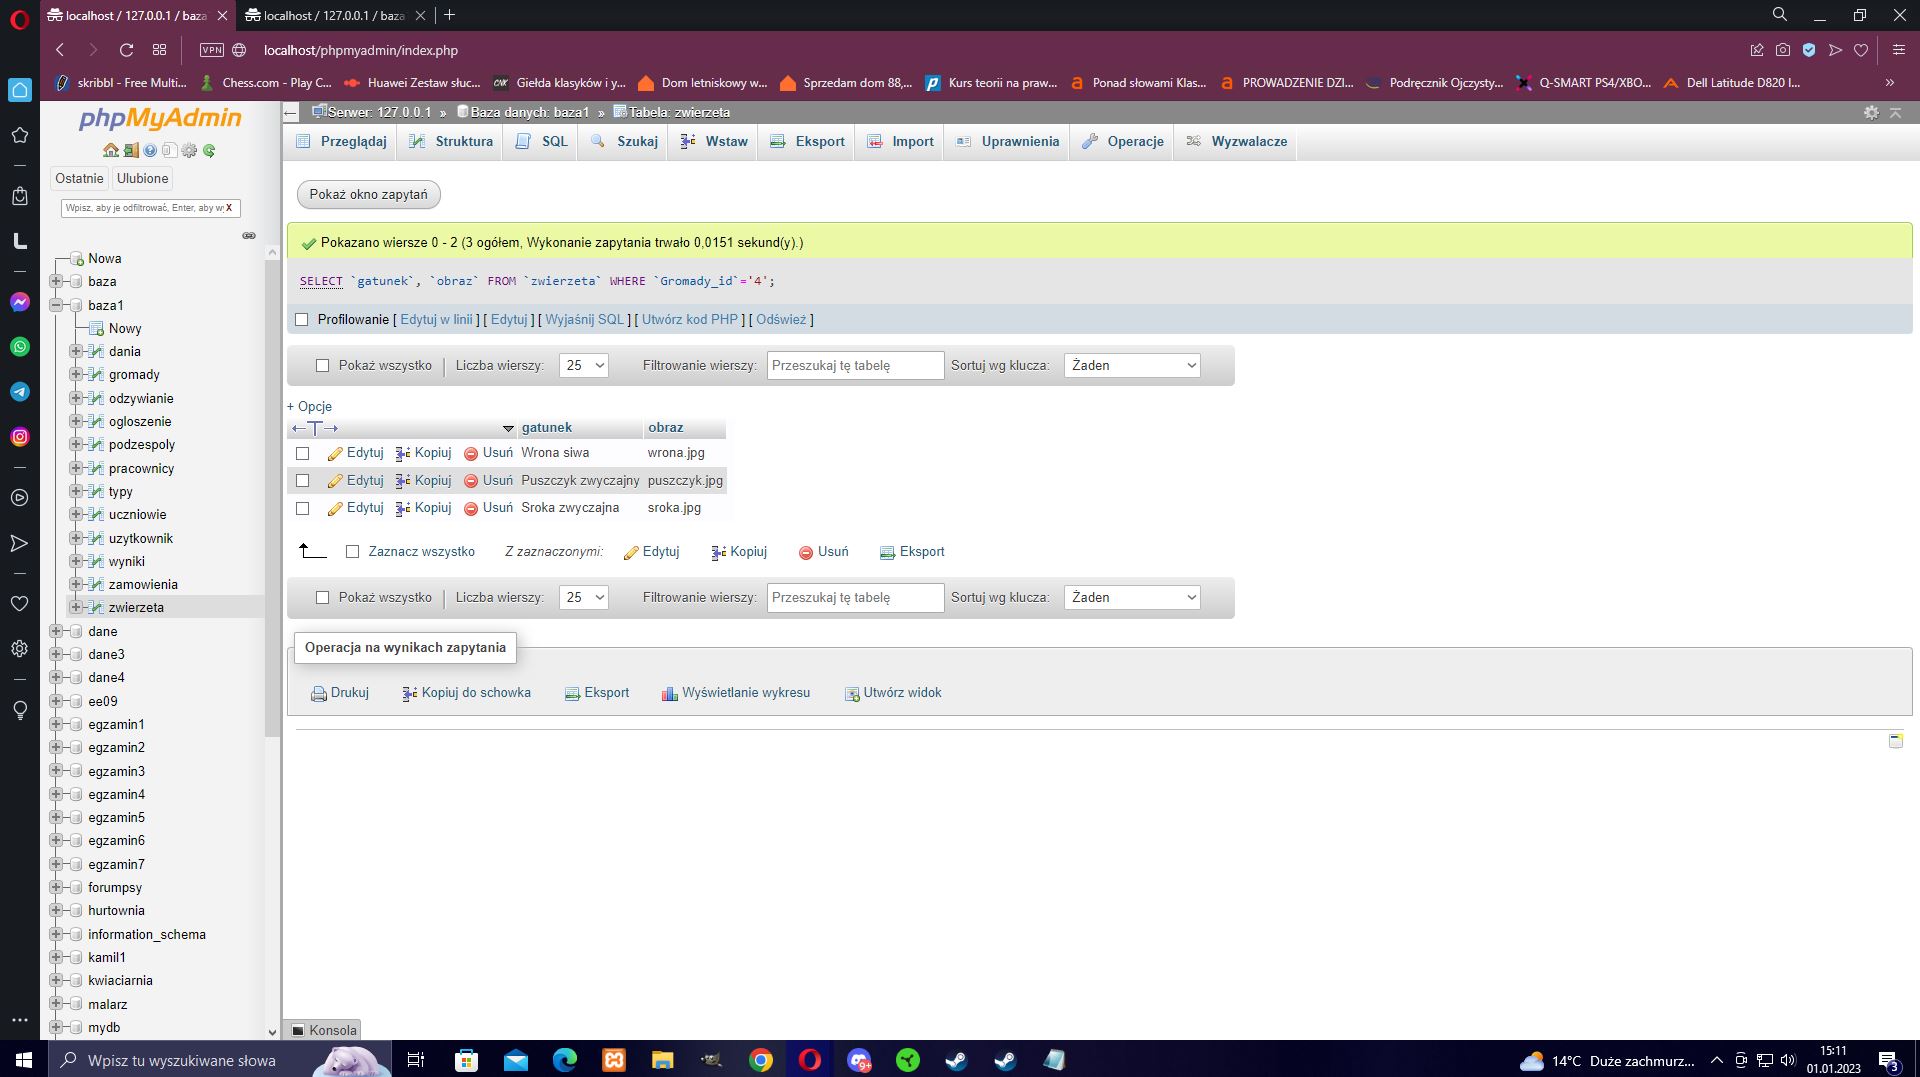 localhost / 127.0.0.1 / baza
localhost / 127.0.0.1 / baza
VPN
localhost/phpmyadmin/index.php
skribbl - Free Multi...
Chess.com - Play C...
Huawei Zestaw słuc...
Giełda klasyków i y...
Dom letniskowy w...
Sprzedam dom 88,...
Kurs teorii na praw...
Ponad słowami Klas...
PROWADZENIE DZI...
Podręcznik Ojczysty...
Q-SMART PS4/XBO...
Dell Latitude D820 I...
phpMyAdmin
Ostatnie
Ulubione
Wpisz, aby je odfiltrować, Enter, aby w
X
Nowa
baza
baza1
Nowy
dania
gromady
odzywianie
ogloszenie
podzespoly
pracownicy
typy
uczniowie
uzytkownik
wyniki
zamowienia
zwierzeta
dane
dane3
dane4
ee09
egzamin1
egzamin2
egzamin3
egzamin4
egzamin5
egzamin6
egzamin7
forumpsy
hurtownia
information_schema
kamil1
kwiaciarnia
malarz
mydb
Serwer: 127.0.0.1 » Baza danych: baza1 » Tabela: zwierzeta
Przeglądaj
Struktura
SQL
Szukaj
Wstaw
Eksport
Import
Uprawnienia
Operacje
Wyzwalacze
Pokaż okno zapytań
Pokazano wiersze 0 - 2 (3 ogółem, Wykonanie zapytania trwało 0,0151 sekund(y).)
SELECT `gatunek`, `obraz` FROM `zwierzeta` WHERE `Gromady_id`='4';
Profilowanie [ Edytuj w linii ] [ Edytuj ] [ Wyjaśnij SQL ] [ Utwórz kod PHP ] [ Odśwież ]
Pokaż wszystko | Liczba wierszy: 25 Filtrowanie wierszy: Przeszukaj tę tabelę Sortuj wg klucza: Żaden
+ Opcje
gatunek obraz
Edytuj Kopiuj Usuń Wrona siwa wrona.jpg
Edytuj Kopiuj Usuń Puszczyk zwyczajny puszczyk.jpg
Edytuj Kopiuj Usuń Sroka zwyczajna sroka.jpg
Zaznacz wszystko Z zaznaczonymi: Edytuj Kopiuj Usuń Eksport
Pokaż wszystko | Liczba wierszy: 25 Filtrowanie wierszy: Przeszukaj tę tabelę Sortuj wg klucza: Żaden
Operacja na wynikach zapytania
Drukuj Kopiuj do schowka Eksport Wyświetlanie wykresu Utwórz widok
Konsola
Wpisz tu wyszukiwane słowa
9+
14°C Duże zachmurz...
15:11
01.01.2023
3